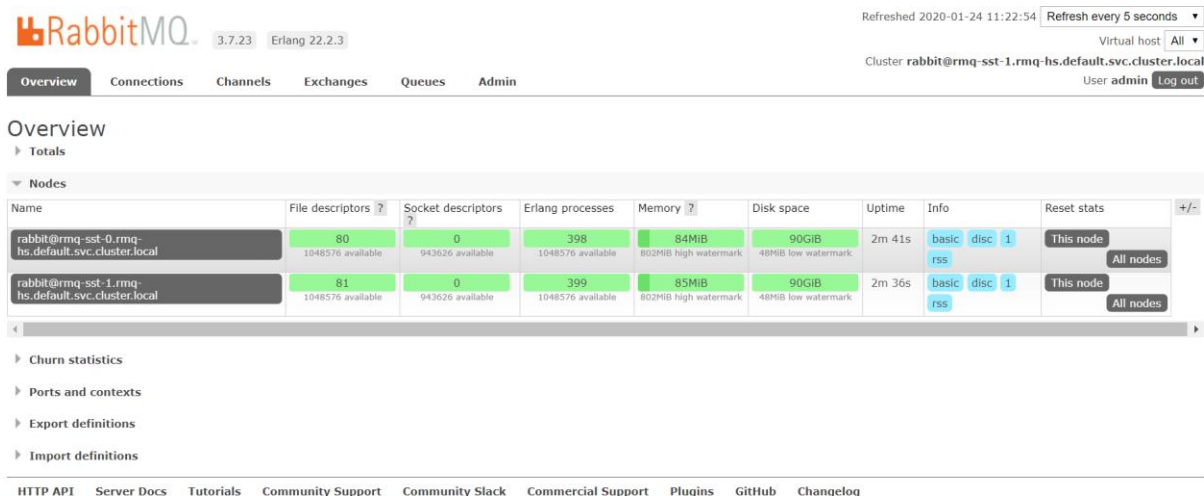 Refreshed 2020-01-24 11:22:54 Refresh every 5 seconds
RabbitMQ 3.7.23 Erlang 22.2.3
Virtual host All
Cluster rabbit@rmq-sst-1.rmq-hs.default.svc.cluster.local
User admin Log out
Overview Connections Channels Exchanges Queues Admin
Overview
Totals
Nodes
Name File descriptors ? Socket descriptors ? Erlang processes Memory ? Disk space Uptime Info Reset stats +/-
rabbit@rmq-sst-0.rmq- 80 0 398 84MiB 90GiB 2m 41s basic disc 1 This node
hs.default.svc.cluster.local 1048576 available 943626 available 1048576 available 802MiB high watermark 48MiB low watermark rss All nodes
rabbit@rmq-sst-1.rmq- 81 0 399 85MiB 90GiB 2m 36s basic disc 1 This node
hs.default.svc.cluster.local 1048576 available 943626 available 1048576 available 802MiB high watermark 48MiB low watermark rss All nodes
Churn statistics
Ports and contexts
Export definitions
Import definitions
HTTP API Server Docs Tutorials Community Support Community Slack Commercial Support Plugins GitHub Changelog